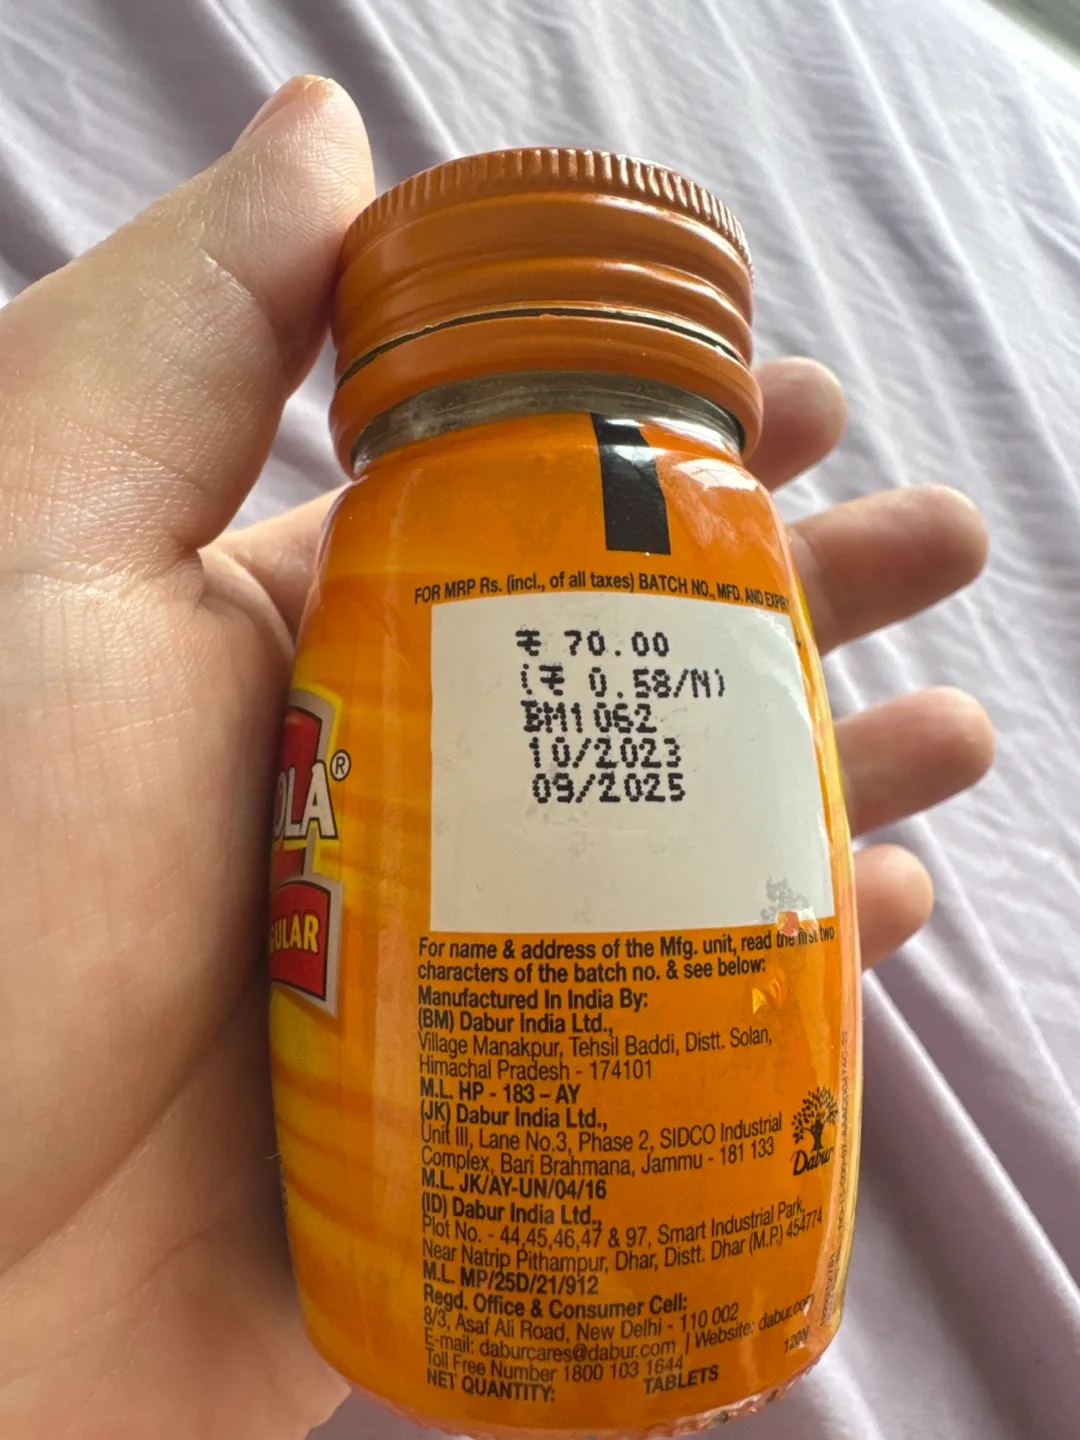 FOR MRP Rs. (incl., of all taxes) BATCH NO., MFD. AND EXPIRY
₹ 70.00
(₹ 0.58/N)
BM1062
10/2023
09/2025
OLA®
GULAR
For name & address of the Mfg. unit, read the first two
characters of the batch no. & see below:
Manufactured In India By:
(BM) Dabur India Ltd.,
Village Manakpur, Tehsil Baddi, Distt. Solan,
Himachal Pradesh - 174101
M.L. HP - 183 - AY
(JK) Dabur India Ltd.,
Unit III, Lane No.3, Phase 2, SIDCO Industrial
Complex, Bari Brahmana, Jammu - 181 133
M.L. JK/AY-UN/04/16
(ID) Dabur India Ltd.,
Plot No. - 44,45,46,47 & 97, Smart Industrial Park,
Near Natrip Pithampur, Dhar, Distt. Dhar (M.P.) 454774
M.L. MP/25D/21/912
Dabur
Regd. Office & Consumer Cell:
8/3, Asaf Ali Road, New Delhi - 110 002
E-mail: daburcares@dabur.com | Website: dabur.com
Toll Free Number 1800 103 1644
NET QUANTITY: TABLETS
120N